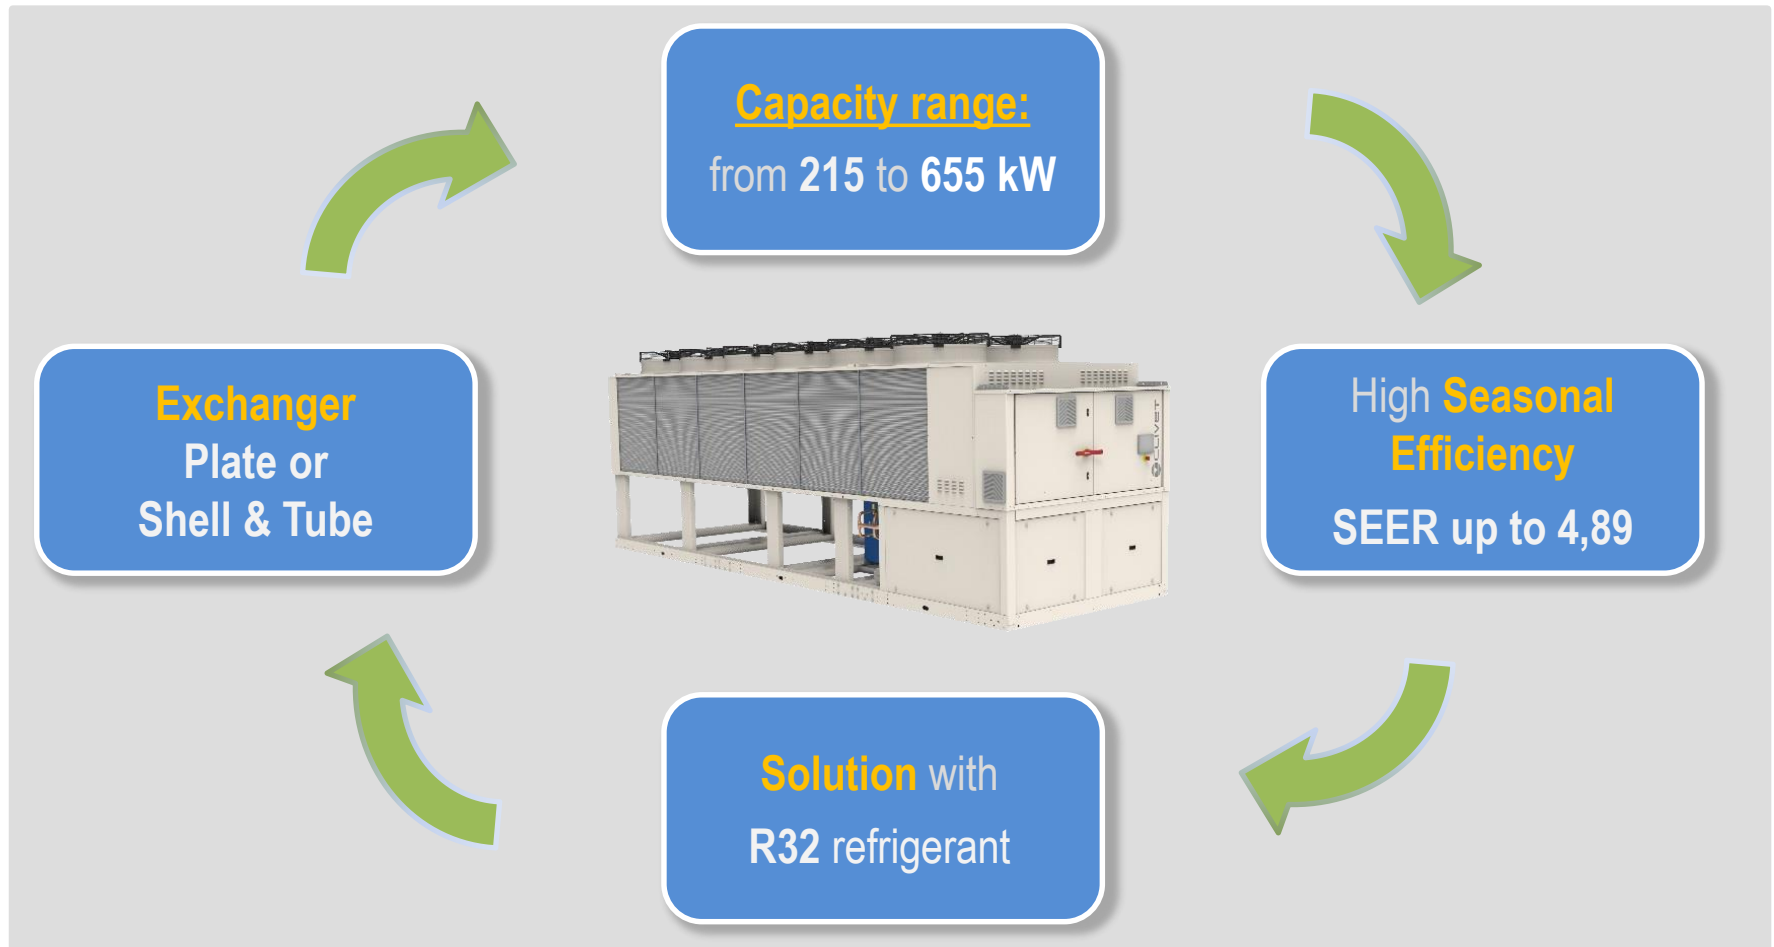 Capacity range:
from 215 to 655 kW
Exchanger
Plate or
Shell & Tube
High Seasonal
Efficiency
SEER up to 4,89
CLIVET
Solution with
R32 refrigerant